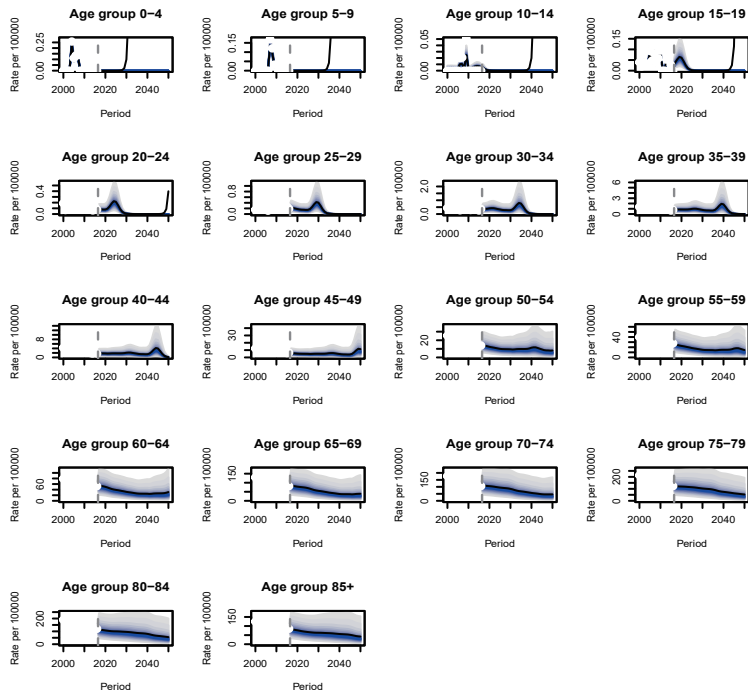 Age group 0−4
Rate per 100000
0.00
0.25
2000 2020 2040
Period
Age group 5−9
Rate per 100000
0.00
0.15
2000 2020 2040
Period
Age group 10−14
Rate per 100000
0.00
0.05
2000 2020 2040
Period
Age group 15−19
Rate per 100000
0.00
0.15
2000 2020 2040
Period
Age group 20−24
Rate per 100000
0.0
0.4
2000 2020 2040
Period
Age group 25−29
Rate per 100000
0.0
0.8
2000 2020 2040
Period
Age group 30−34
Rate per 100000
0.0
2.0
2000 2020 2040
Period
Age group 35−39
Rate per 100000
0
3
6
2000 2020 2040
Period
Age group 40−44
Rate per 100000
0
8
2000 2020 2040
Period
Age group 45−49
Rate per 100000
0
30
2000 2020 2040
Period
Age group 50−54
Rate per 100000
0
20
2000 2020 2040
Period
Age group 55−59
Rate per 100000
0
40
2000 2020 2040
Period
Age group 60−64
Rate per 100000
0
60
2000 2020 2040
Period
Age group 65−69
Rate per 100000
0
150
2000 2020 2040
Period
Age group 70−74
Rate per 100000
0
150
2000 2020 2040
Period
Age group 75−79
Rate per 100000
0
200
2000 2020 2040
Period
Age group 80−84
Rate per 100000
0
200
2000 2020 2040
Period
Age group 85+
Rate per 100000
0
150
2000 2020 2040
Period